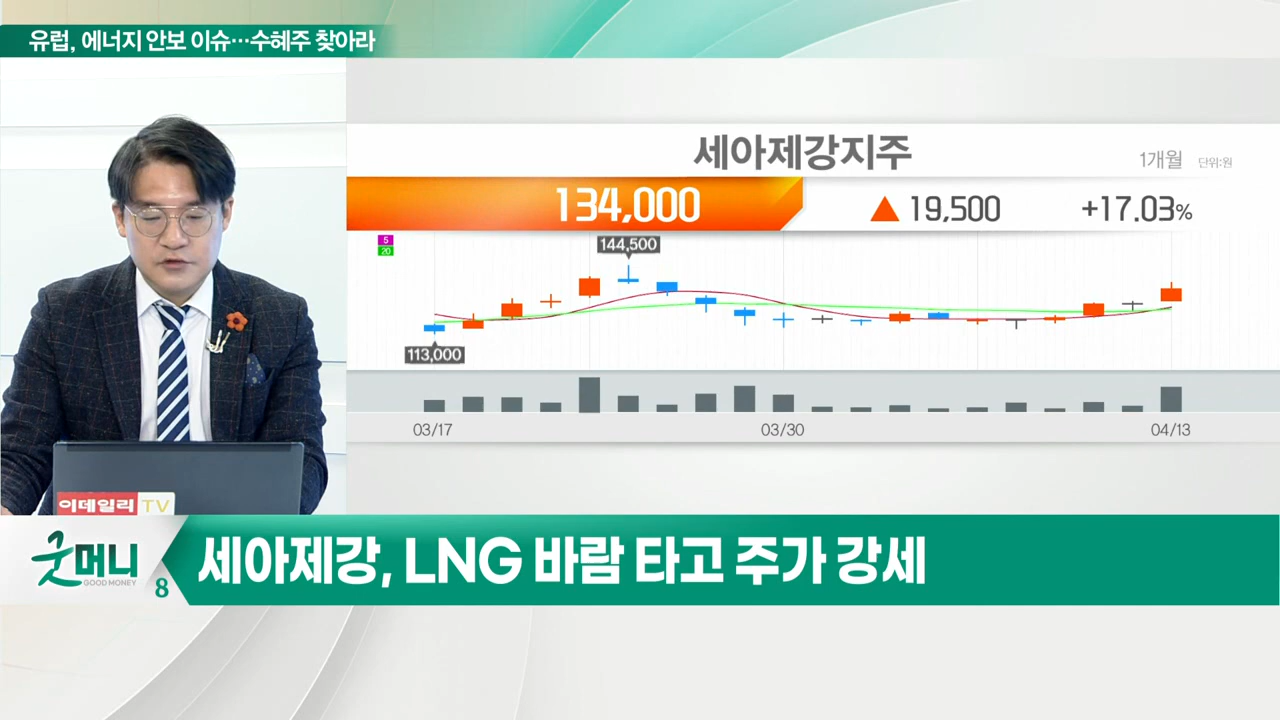 유럽, 에너지 안보 이슈…수혜주 찾아라
세아제강지주
1개월 단위:원
134,000
▲ 19,500
+17.03%
5
20
144,500
113,000
03/17
03/30
04/13
이데일리 TV
굿머니
GOOD MONEY
8
세아제강, LNG 바람 타고 주가 강세